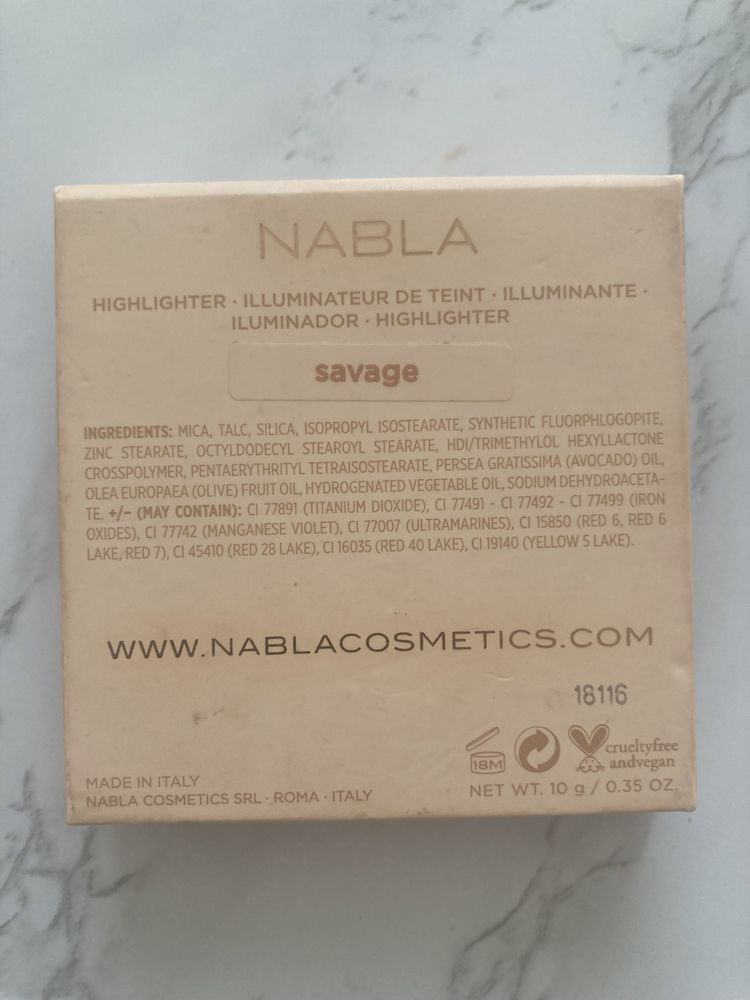 NABLA
HIGHLIGHTER · ILLUMINATEUR DE TEINT · ILLUMINANTE ·
ILUMINADOR · HIGHLIGHTER
savage
INGREDIENTS: MICA, TALC, SILICA, ISOPROPYL ISOSTEARATE, SYNTHETIC FLUORPHLOGOPITE,
ZINC STEARATE, OCTYLDODECYL STEAROYL STEARATE, HDI/TRIMETHYLOL HEXYLLACTONE
CROSSPOLYMER, PENTAERYTHRITYL TETRAISOSTEARATE, PERSEA GRATISSIMA (AVOCADO) OIL,
OLEA EUROPAEA (OLIVE) FRUIT OIL, HYDROGENATED VEGETABLE OIL, SODIUM DEHYDROACETA-
TE. +/– (MAY CONTAIN): CI 77891 (TITANIUM DIOXIDE), CI 77491 - CI 77492 - CI 77499 (IRON
OXIDES), CI 77742 (MANGANESE VIOLET), CI 77007 (ULTRAMARINES), CI 15850 (RED 6, RED 6
LAKE, RED 7), CI 45410 (RED 28 LAKE), CI 16035 (RED 40 LAKE), CI 19140 (YELLOW 5 LAKE).
WWW.NABLACOSMETICS.COM
18116
18M
crueltyfree
andvegan
MADE IN ITALY
NABLA COSMETICS SRL · ROMA · ITALY
NET WT. 10 g / 0.35 OZ.